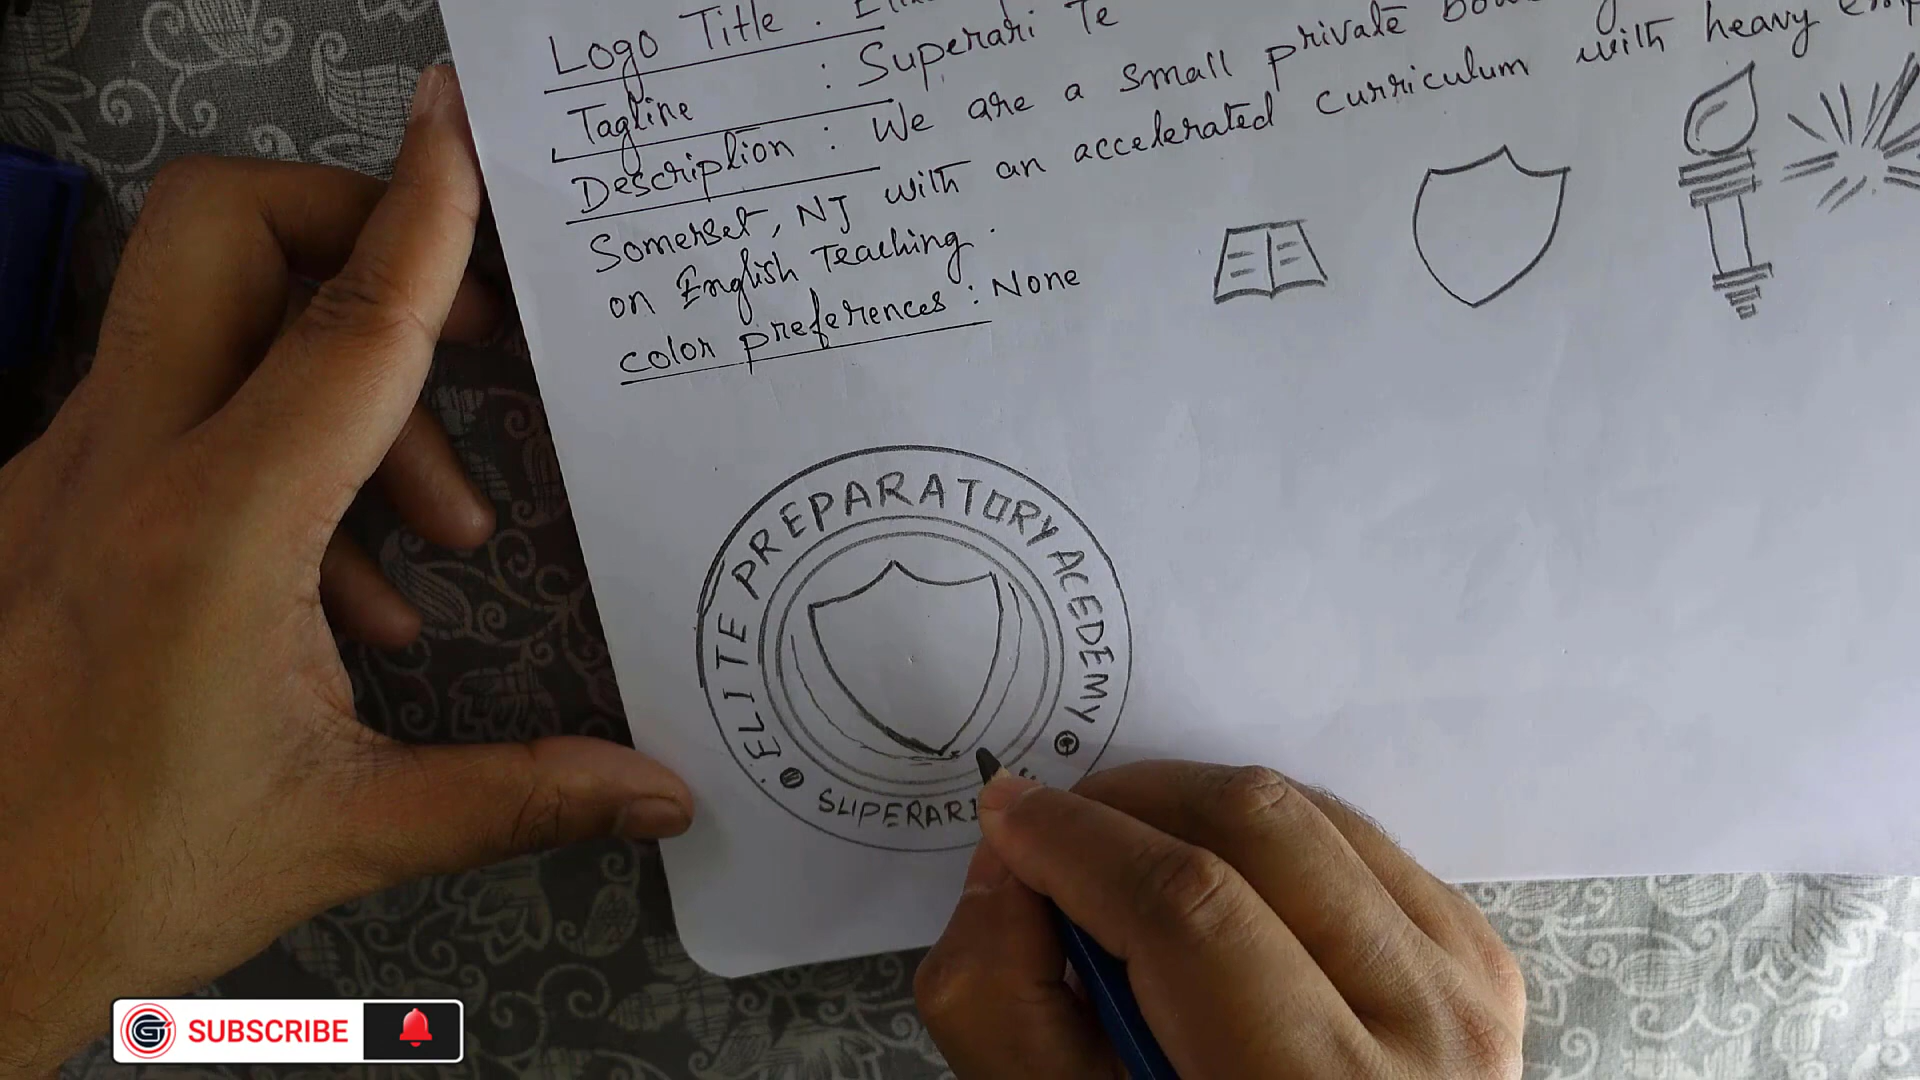 Logo Title :
Tagline : Superari Te
Description : We are a small private
Somerset, NJ with an accelerated curriculum with heavy
on English Teaching.
color preferences : None
ELITE PREPARATORY ACEDEMY
SUPERARI
SUBSCRIBE